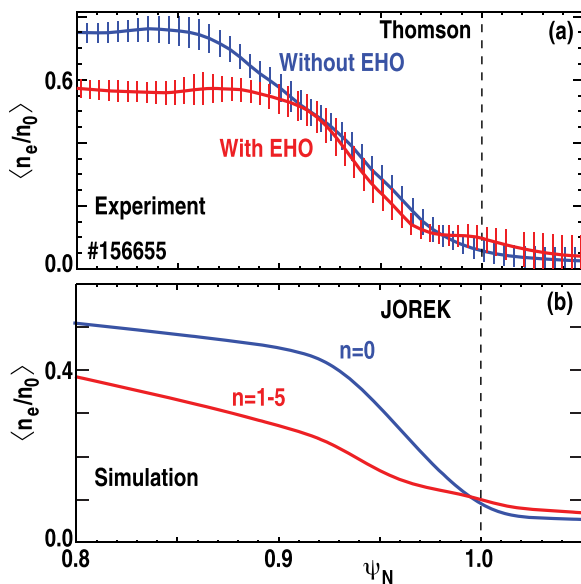 Thomson
(a)
Without EHO
0.6
⟨nₑ/n₀⟩
With EHO
Experiment
#156655
0.0
(b)
JOREK
n=0
0.4
⟨nₑ/n₀⟩
n=1-5
Simulation
0.0
0.8
0.9
1.0
ψ_N